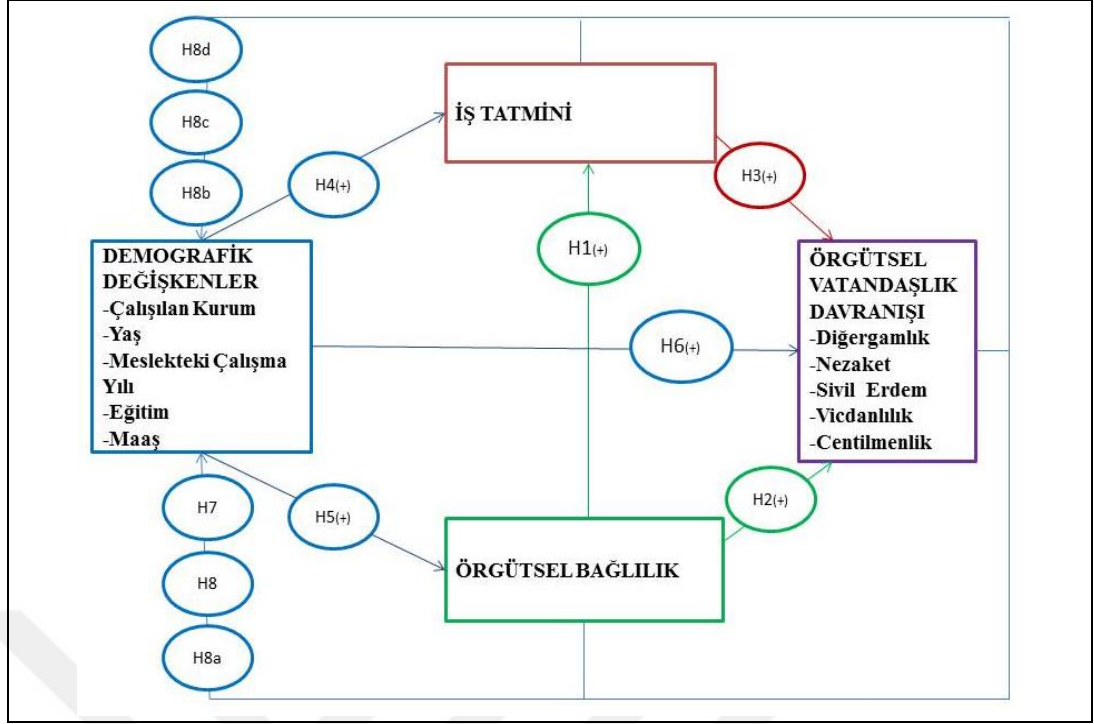 H8d
H8c
H8b
H4(+)
İŞ TATMİNİ
H3(+)
H1(+)
DEMOGRAFİK
DEĞİŞKENLER
-Çalışılan Kurum
-Yaş
-Meslekteki Çalışma
Yılı
-Eğitim
-Maaş
H6(+)
ÖRGÜTSEL
VATANDAŞLIK
DAVRANIŞI
-Diğergamlık
-Nezaket
-Sivil Erdem
-Vicdanlılık
-Centilmenlik
H7
H8
H8a
H5(+)
H2(+)
ÖRGÜTSEL BAĞLILIK